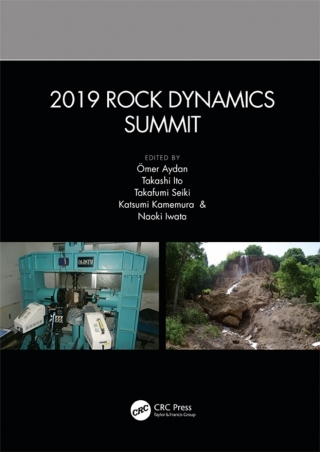 2019 ROCK DYNAMICS
SUMMIT
EDITED BY
Ömer Aydan
Takashi Ito
Takafumi Seiki
Katsumi Kamemura &
Naoki Iwata
CRC
CRC Press
Taylor & Francis Group